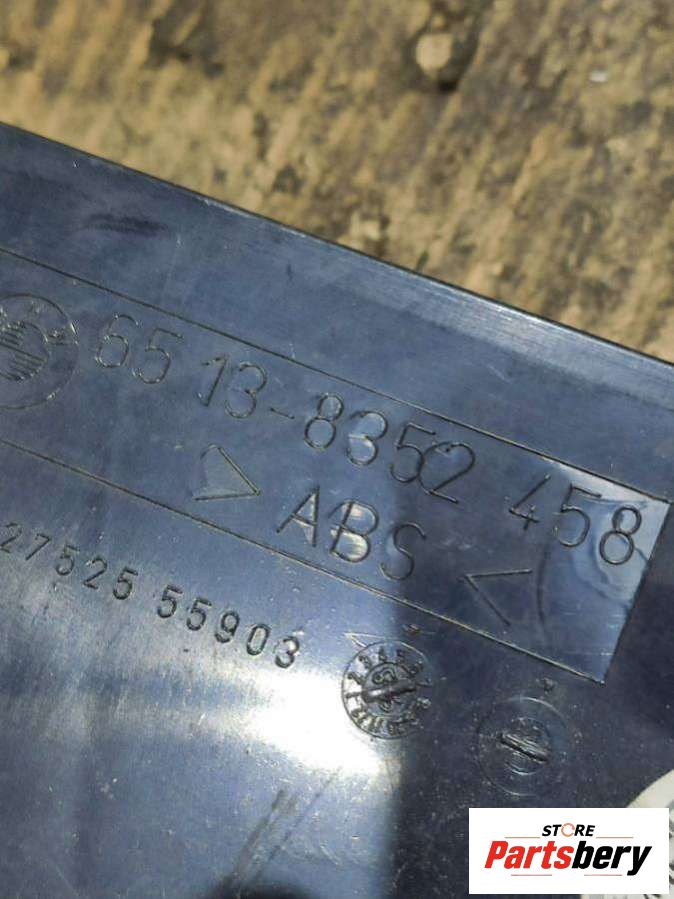 65 13-8352 458
> ABS <
27525 55903
STORE
Partsbery